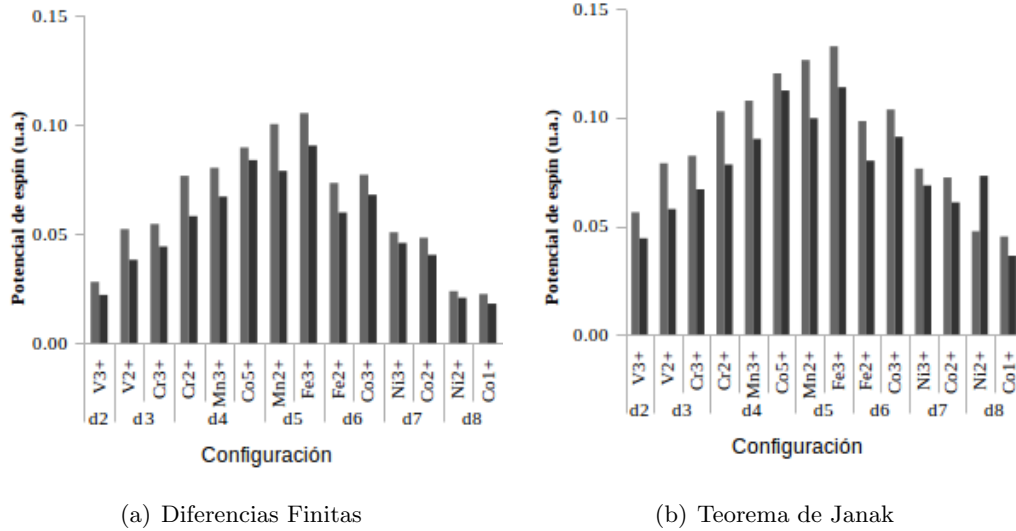 0.15
0.10
0.05
0.00
Potencial de espín (u.a.)
V3+ V2+ Cr3+ Cr2+ Mn3+ Co5+ Mn2+ Fe3+ Fe2+ Co3+ Ni3+ Co2+ Ni2+ Co1+
d2 d3 d4 d5 d6 d7 d8
Configuración
(a) Diferencias Finitas
0.15
0.10
0.05
0.00
Potencial de espín (u.a.)
V3+ V2+ Cr3+ Cr2+ Mn3+ Co5+ Mn2+ Fe3+ Fe2+ Co3+ Ni3+ Co2+ Ni2+ Co1+
d2 d3 d4 d5 d6 d7 d8
Configuración
(b) Teorema de Janak